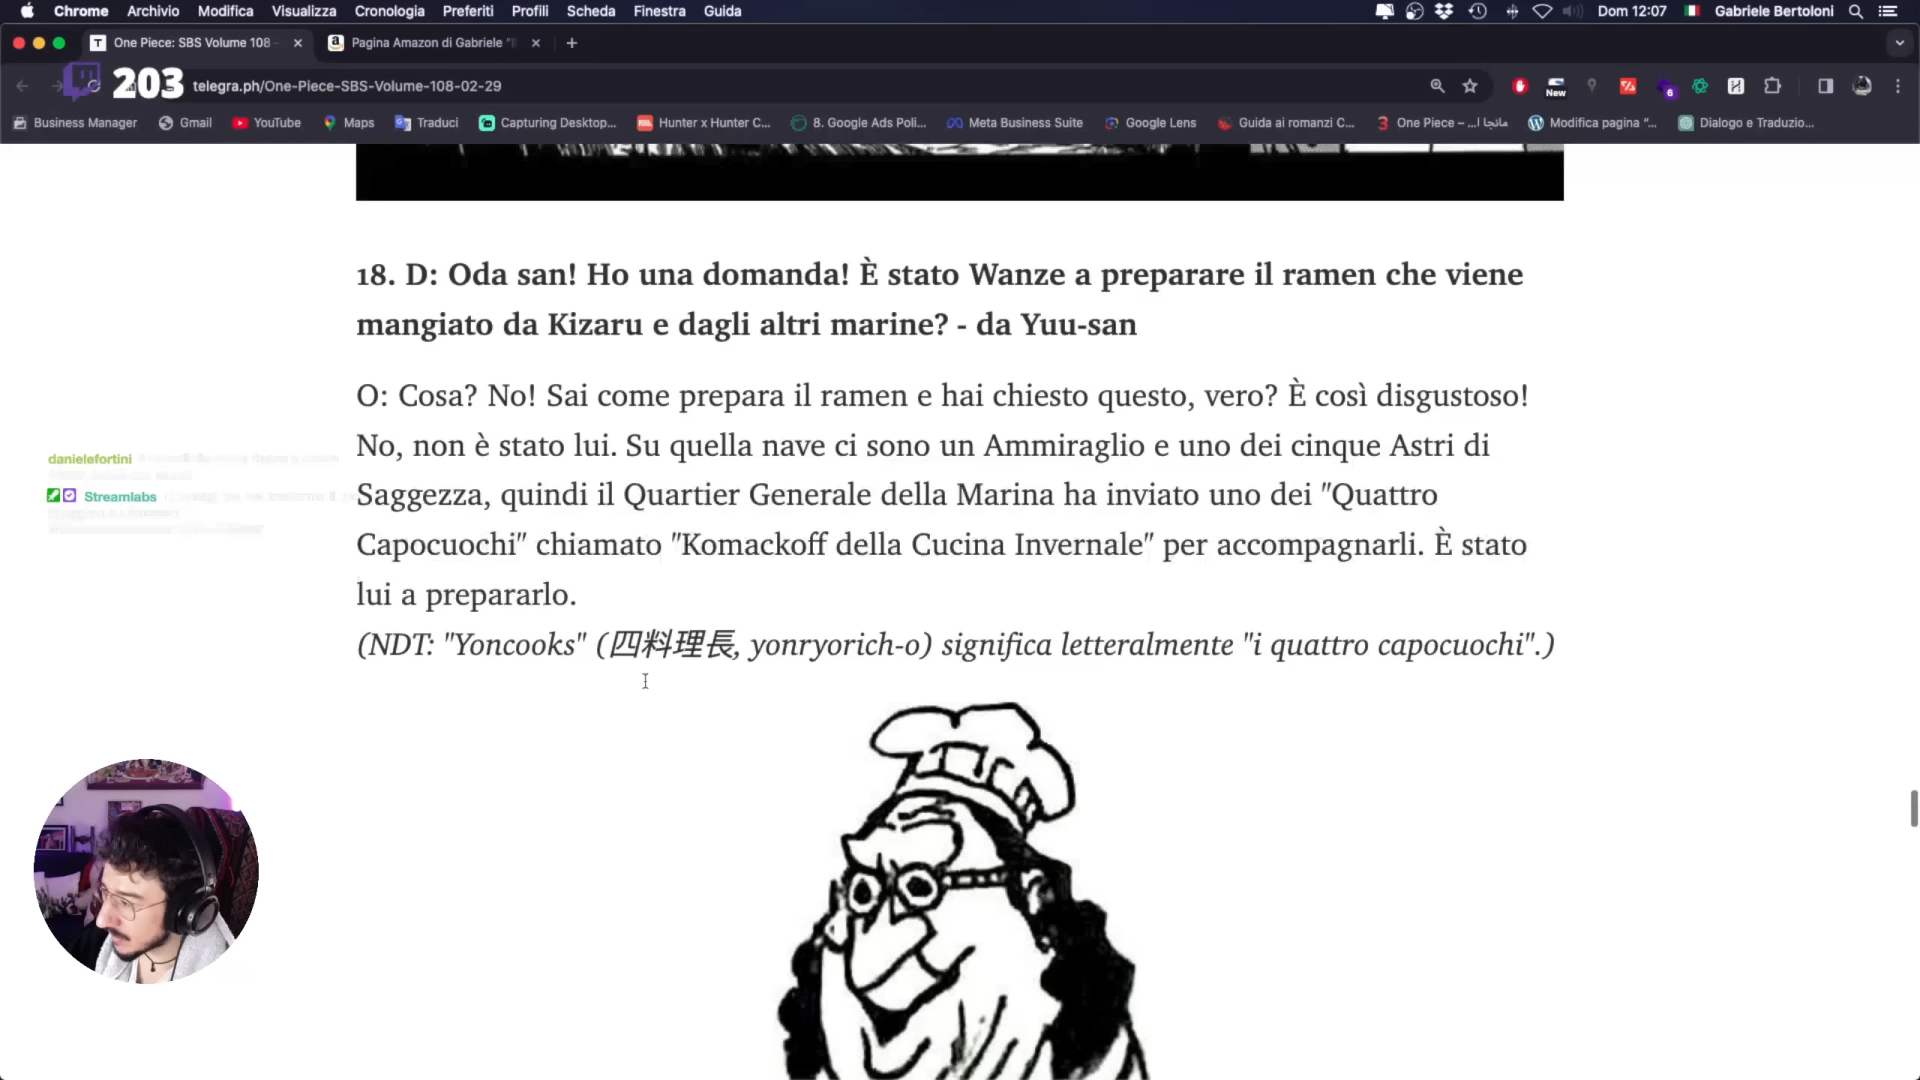 Chrome Archivio Modifica Visualizza Cronologia Preferiti Profili Scheda Finestra Guida Dom 12:07 Gabriele Bertoloni
One Piece: SBS Volume 108 Pagina Amazon di Gabriele
203 telegra.ph/One-Piece-SBS-Volume-108-02-29 New 6
Business Manager Gmail YouTube Maps Traduci Capturing Desktop... Hunter x Hunter C... 8. Google Ads Poli... Meta Business Suite Google Lens Guida ai romanzi C... One Piece – ...مانجا ا Modifica pagina “... Dialogo e Traduzio...
18. D: Oda san! Ho una domanda! È stato Wanze a preparare il ramen che viene
mangiato da Kizaru e dagli altri marine? - da Yuu-san
O: Cosa? No! Sai come prepara il ramen e hai chiesto questo, vero? È così disgustoso!
No, non è stato lui. Su quella nave ci sono un Ammiraglio e uno dei cinque Astri di
Saggezza, quindi il Quartier Generale della Marina ha inviato uno dei "Quattro
Capocuochi" chiamato "Komackoff della Cucina Invernale" per accompagnarli. È stato
lui a prepararlo.
(NDT: "Yoncooks" (四料理長, yonryorich-o) significa letteralmente "i quattro capocuochi".)
danielefortini
Streamlabs